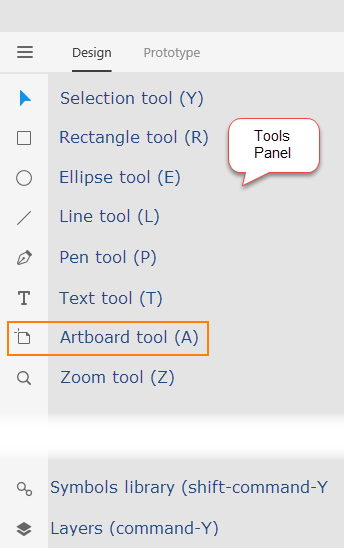 Design Prototype
Selection tool (Y)
Rectangle tool (R)
Tools
Panel
Ellipse tool (E)
Line tool (L)
Pen tool (P)
Text tool (T)
Artboard tool (A)
Zoom tool (Z)
Symbols library (shift-command-Y
Layers (command-Y)